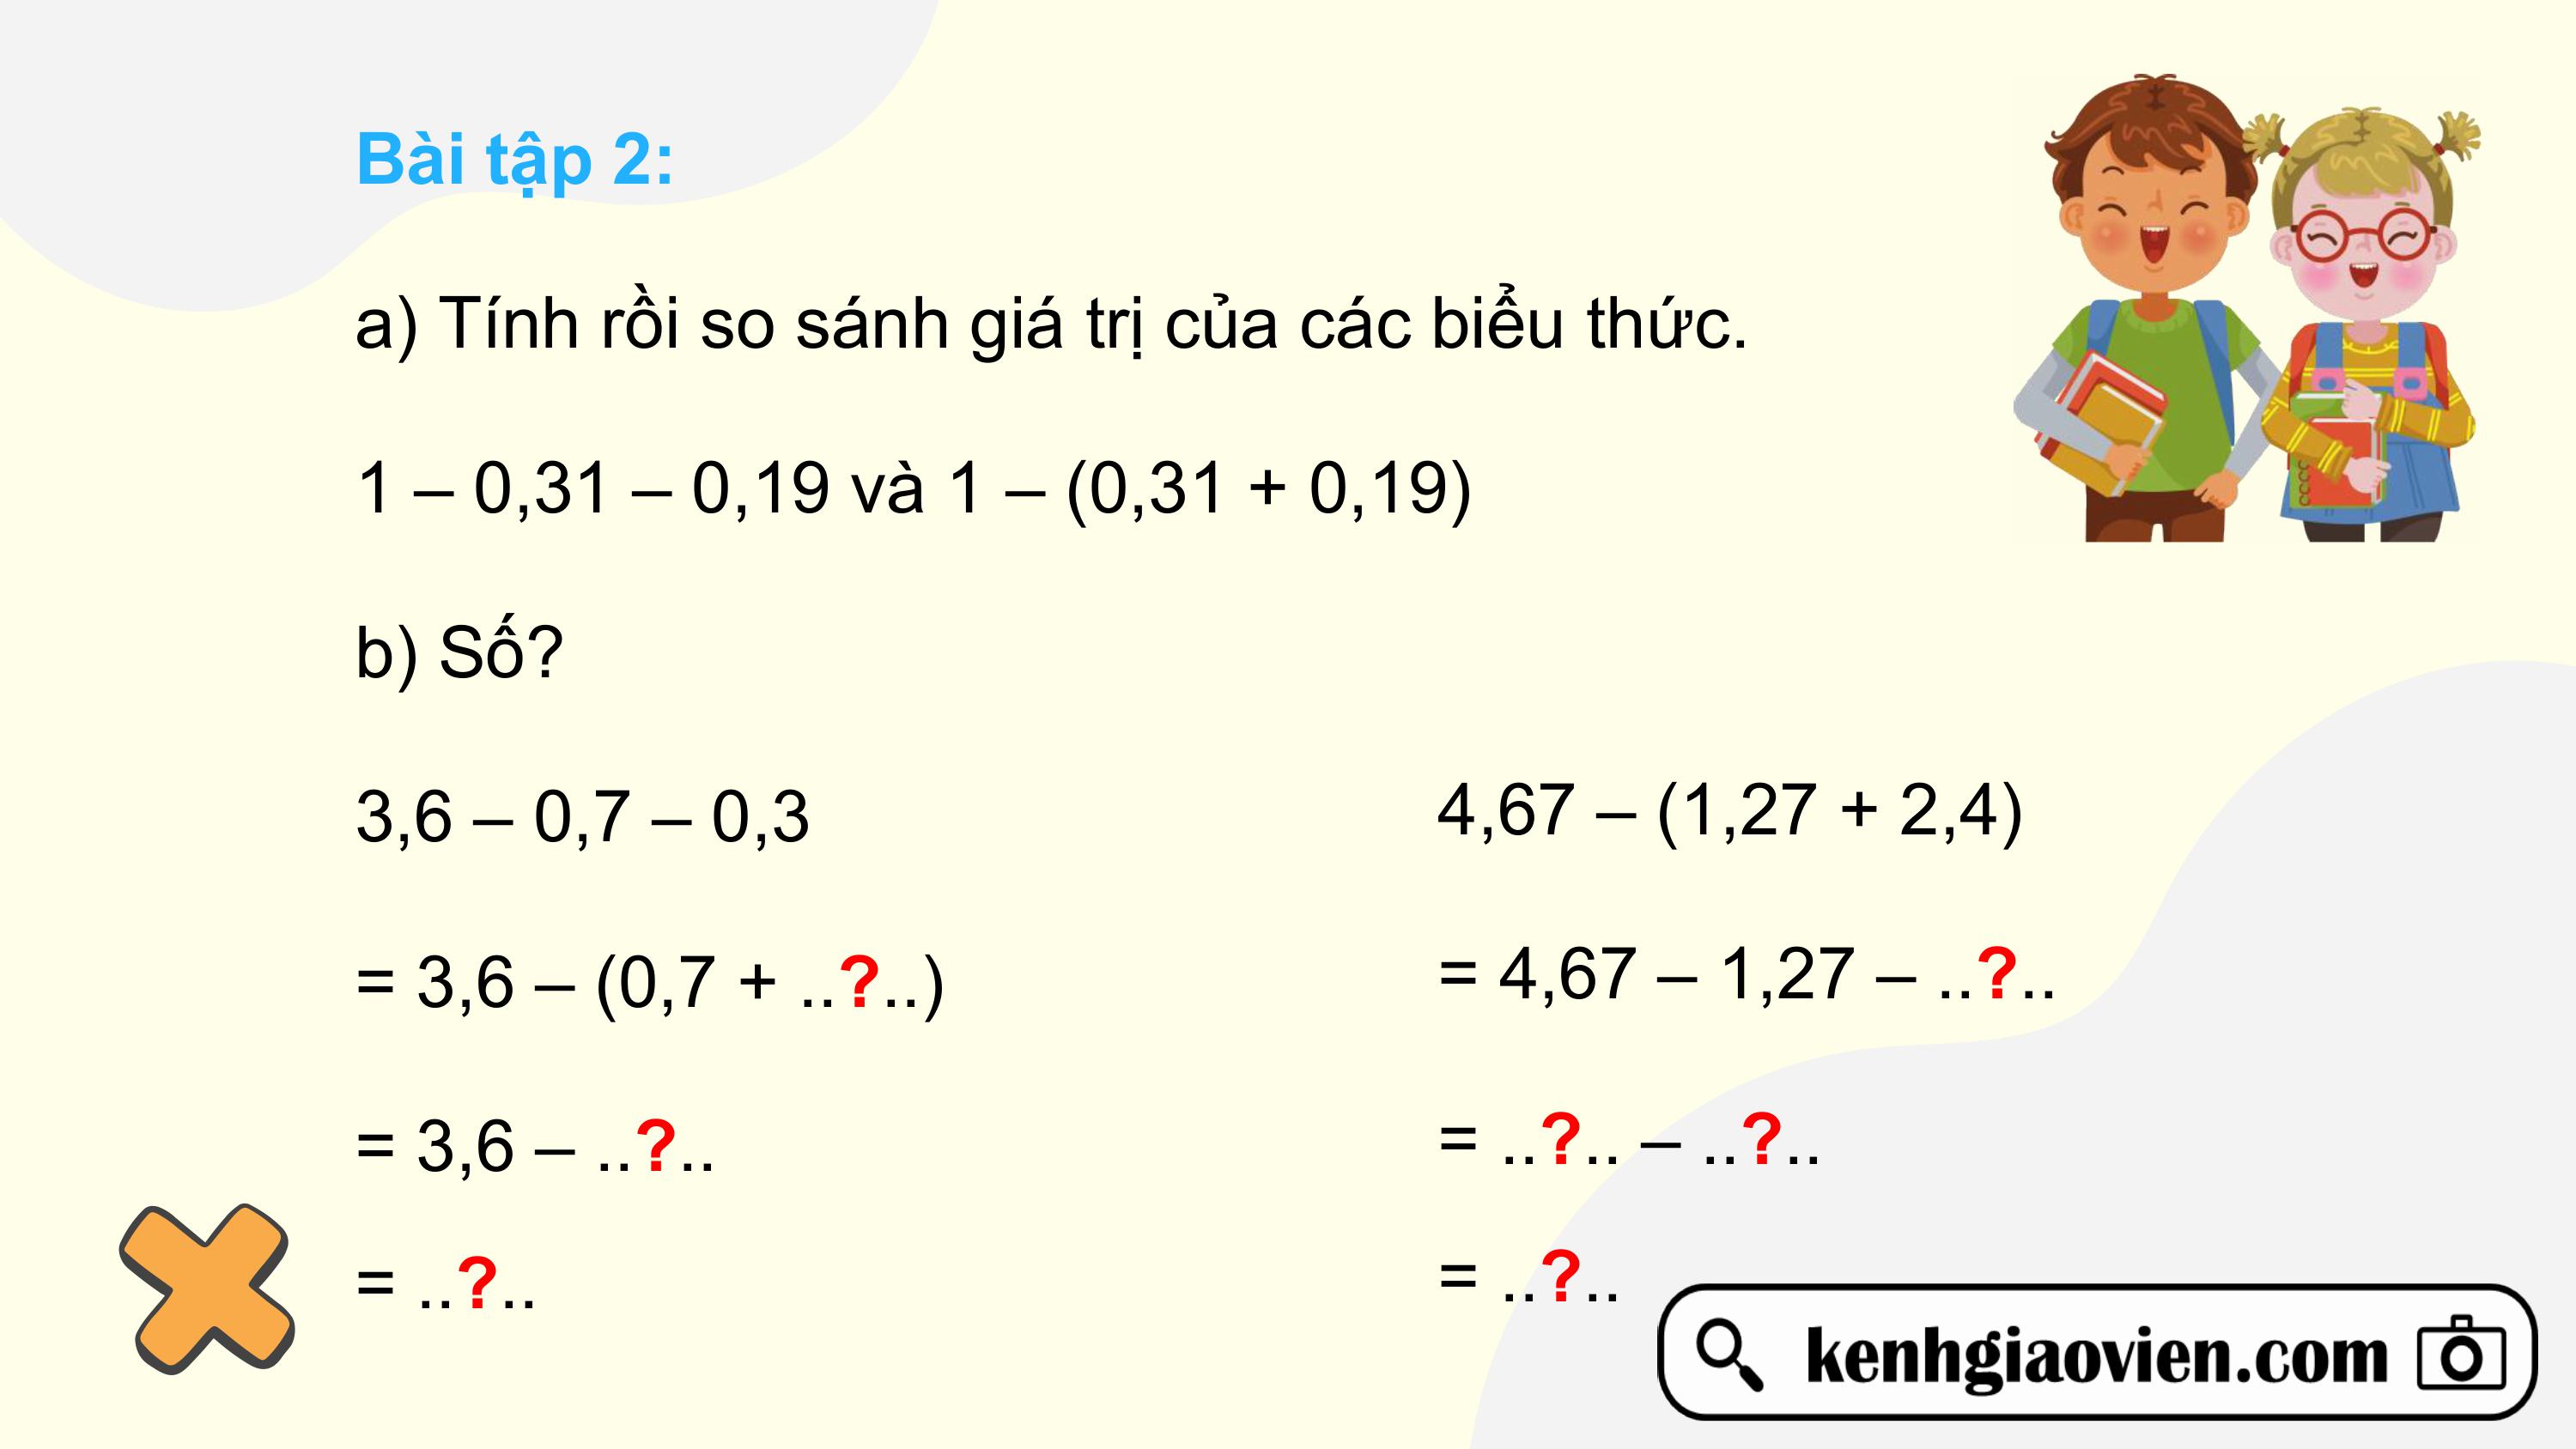 Bài tập 2:
a) Tính rồi so sánh giá trị của các biểu thức.
1 – 0,31 – 0,19 và 1 – (0,31 + 0,19)
b) Số?
3,6 – 0,7 – 0,3
= 3,6 – (0,7 + ..?..)
= 3,6 – ..?..
= ..?..
4,67 – (1,27 + 2,4)
= 4,67 – 1,27 – ..?..
= ..?.. – ..?..
= ..?..
kenhgiaovien.com